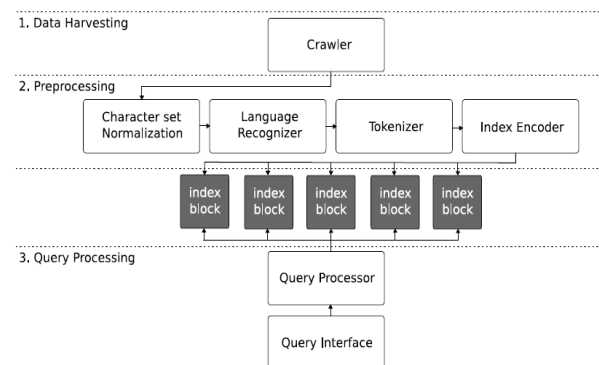 1. Data Harvesting
Crawler
2. Preprocessing
Character set
Normalization
Language
Recognizer
Tokenizer
Index Encoder
index
block
index
block
index
block
index
block
index
block
3. Query Processing
Query Processor
Query Interface